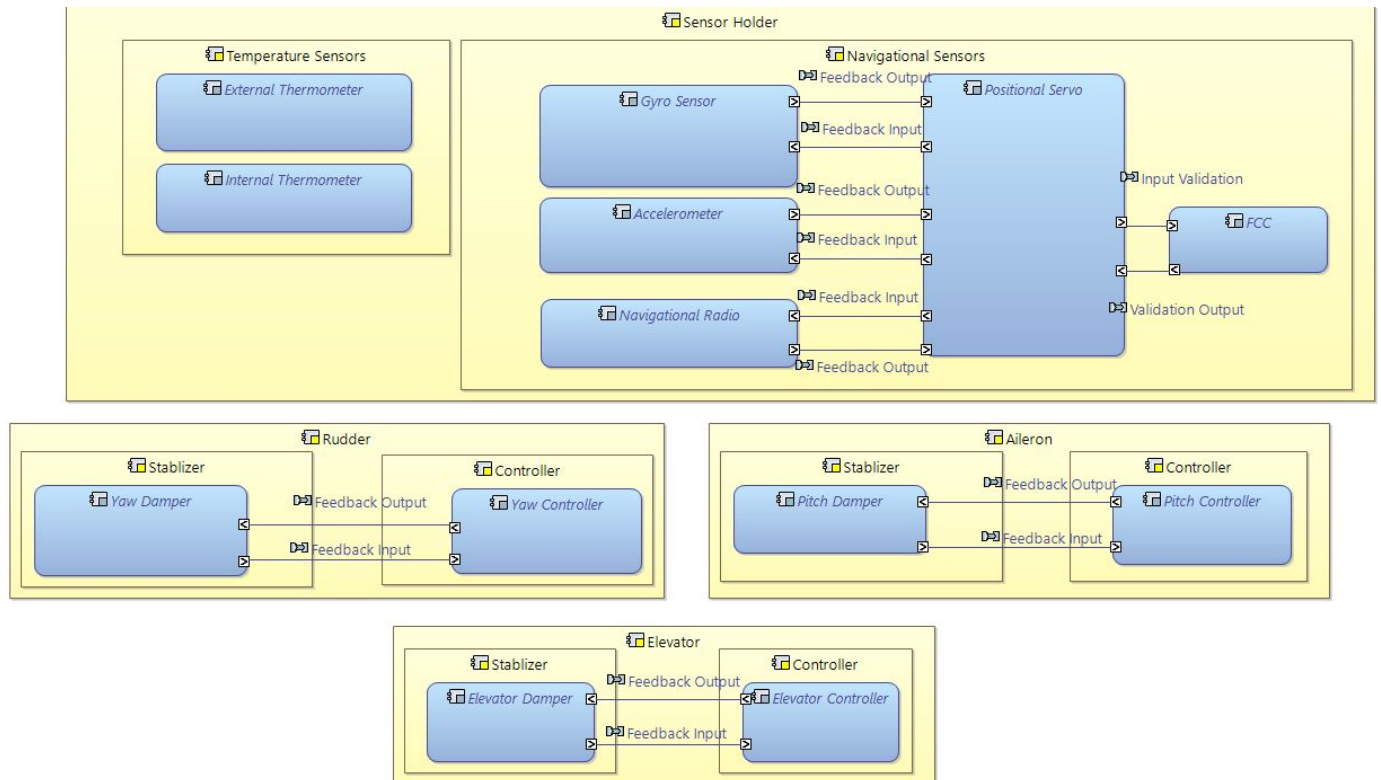 Sensor Holder
Temperature Sensors
External Thermometer
Internal Thermometer
Navigational Sensors
Gyro Sensor
Feedback Output
Feedback Input
Positional Servo
Feedback Output
Accelerometer
Feedback Input
Input Validation
FCC
Feedback Input
Navigational Radio
Validation Output
Feedback Output
Rudder
Stablizer
Yaw Damper
Feedback Output
Feedback Input
Controller
Yaw Controller
Aileron
Stablizer
Pitch Damper
Feedback Output
Feedback Input
Controller
Pitch Controller
Elevator
Stablizer
Elevator Damper
Feedback Output
Feedback Input
Controller
Elevator Controller